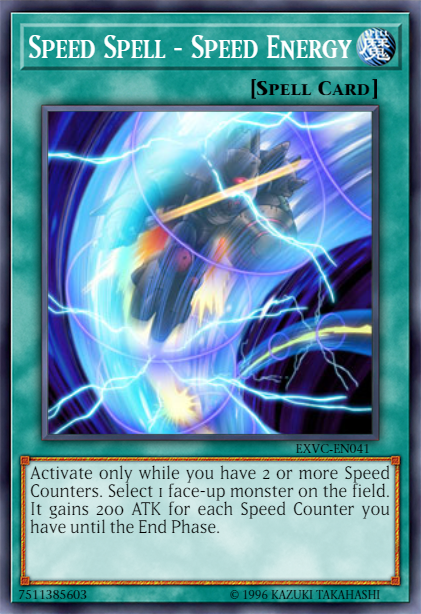 Speed Spell - Speed Energy 魔
[Spell Card]
EXVC-EN041
Activate only while you have 2 or more Speed
Counters. Select 1 face-up monster on the field.
It gains 200 ATK for each Speed Counter you
have until the End Phase.
7511385603 © 1996 KAZUKI TAKAHASHI